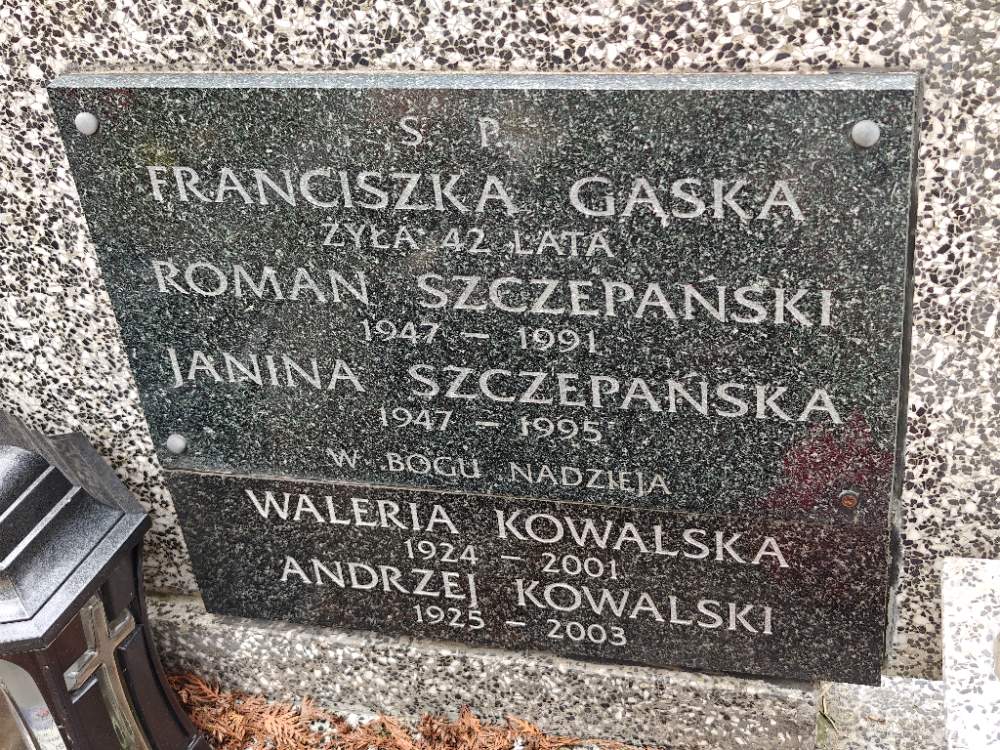 S. P.
FRANCISZKA GĄSKA
ŻYŁA 42 LATA
ROMAN SZCZEPAŃSKI
1947 – 1991
JANINA SZCZEPAŃSKA
1947 – 1995
W BOGU NADZIEJA
WALERIA KOWALSKA
1924 – 2001
ANDRZEJ KOWALSKI
1925 – 2003